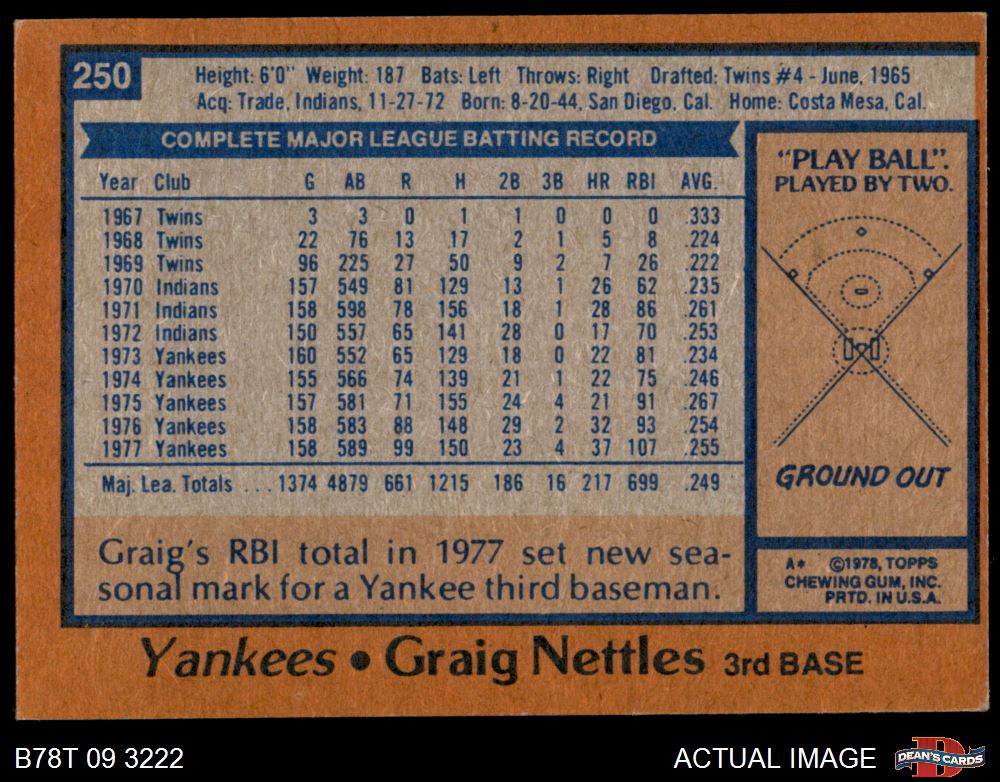 250
Height: 6'0" Weight: 187 Bats: Left Throws: Right Drafted: Twins #4 - June, 1965
Acq: Trade, Indians, 11-27-72 Born: 8-20-44, San Diego, Cal. Home: Costa Mesa, Cal.
COMPLETE MAJOR LEAGUE BATTING RECORD
Year Club G AB R H 2B 3B HR RBI AVG.
1967 Twins 3 3 0 1 1 0 0 0 .333
1968 Twins 22 76 13 17 2 1 5 8 .224
1969 Twins 96 225 27 50 9 2 7 26 .222
1970 Indians 157 549 81 129 13 1 26 62 .235
1971 Indians 158 598 78 156 18 1 28 86 .261
1972 Indians 150 557 65 141 28 0 17 70 .253
1973 Yankees 160 552 65 129 18 0 22 81 .234
1974 Yankees 155 566 74 139 21 1 22 75 .246
1975 Yankees 157 581 71 155 24 4 21 91 .267
1976 Yankees 158 583 88 148 29 2 32 93 .254
1977 Yankees 158 589 99 150 23 4 37 107 .255
Maj. Lea. Totals ... 1374 4879 661 1215 186 16 217 699 .249
Graig's RBI total in 1977 set new sea-
sonal mark for a Yankee third baseman.
"PLAY BALL".
PLAYED BY TWO.
GROUND OUT
A* ©1978, TOPPS
CHEWING GUM, INC.
PRTD. IN U.S.A.
Yankees • Graig Nettles 3rd BASE
B78T 09 3222
ACTUAL IMAGE
D
DEAN'S CARDS